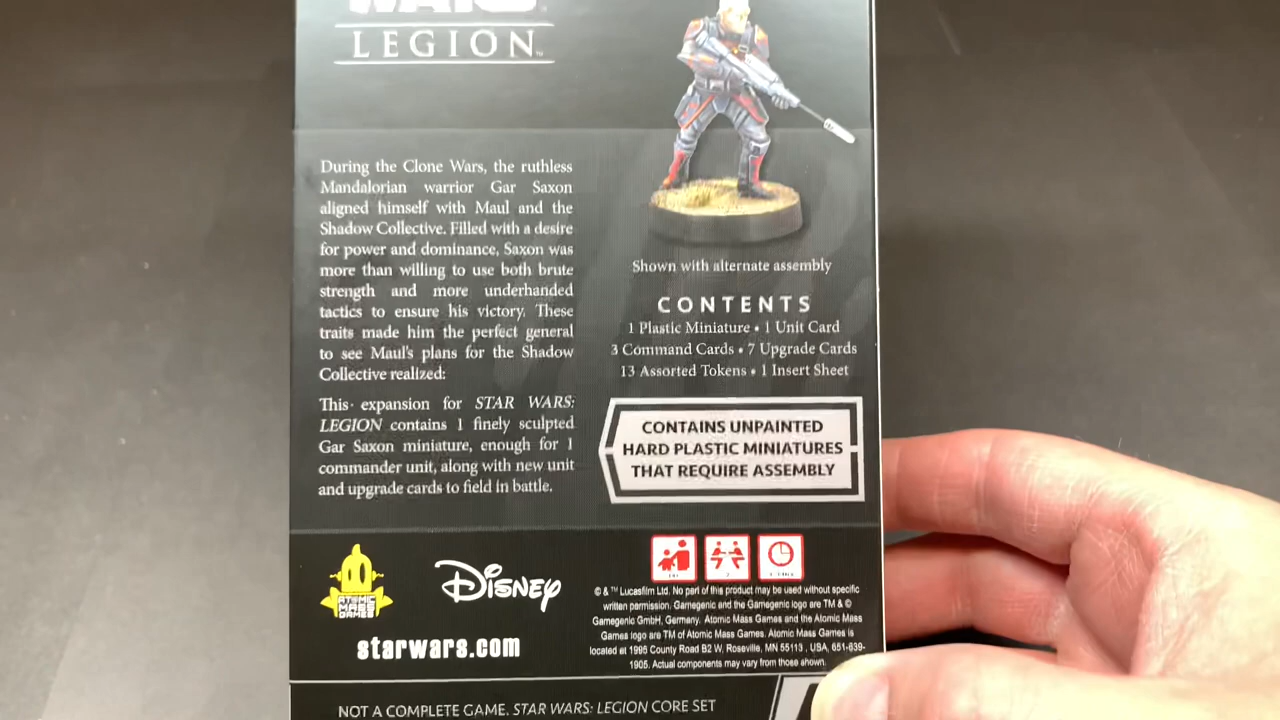 WARS
LEGION
During the Clone Wars, the ruthless
Mandalorian warrior Gar Saxon
aligned himself with Maul and the
Shadow Collective. Filled with a desire
for power and dominance, Saxon was
more than willing to use both brute
strength and more underhanded
tactics to ensure his victory. These
traits made him the perfect general
to see Maul's plans for the Shadow
Collective realized:
This expansion for STAR WARS:
LEGION contains 1 finely sculpted
Gar Saxon miniature, enough for 1
commander unit, along with new unit
and upgrade cards to field in battle.
Shown with alternate assembly
CONTENTS
1 Plastic Miniature • 1 Unit Card
3 Command Cards • 7 Upgrade Cards
13 Assorted Tokens • 1 Insert Sheet
CONTAINS UNPAINTED
HARD PLASTIC MINIATURES
THAT REQUIRE ASSEMBLY
ATOMIC
MASS
GAMES
Disney
starwars.com
© & ™ Lucasfilm Ltd. No part of this product may be used without specific
written permission. Gamegenic and the Gamegenic logo are TM & ©
Gamegenic GmbH, Germany. Atomic Mass Games and the Atomic Mass
Games logo are TM of Atomic Mass Games. Atomic Mass Games is
located at 1995 County Road B2 W, Roseville, MN 55113 , USA, 651-639-
1905. Actual components may vary from those shown.
NOT A COMPLETE GAME. STAR WARS: LEGION CORE SET